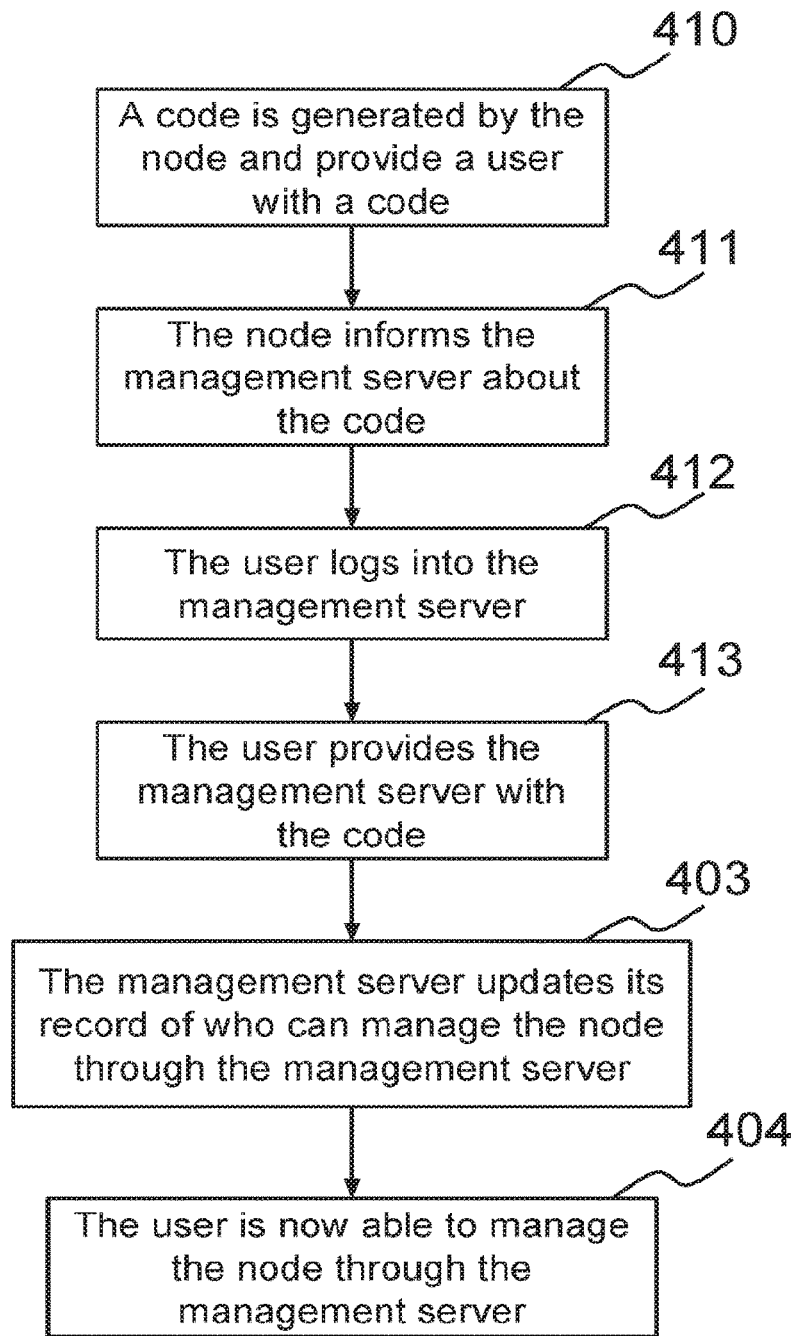 410
A code is generated by the
node and provide a user
with a code
411
The node informs the
management server about
the code
412
The user logs into the
management server
413
The user provides the
management server with
the code
403
The management server updates its
record of who can manage the node
through the management server
404
The user is now able to manage
the node through the
management server